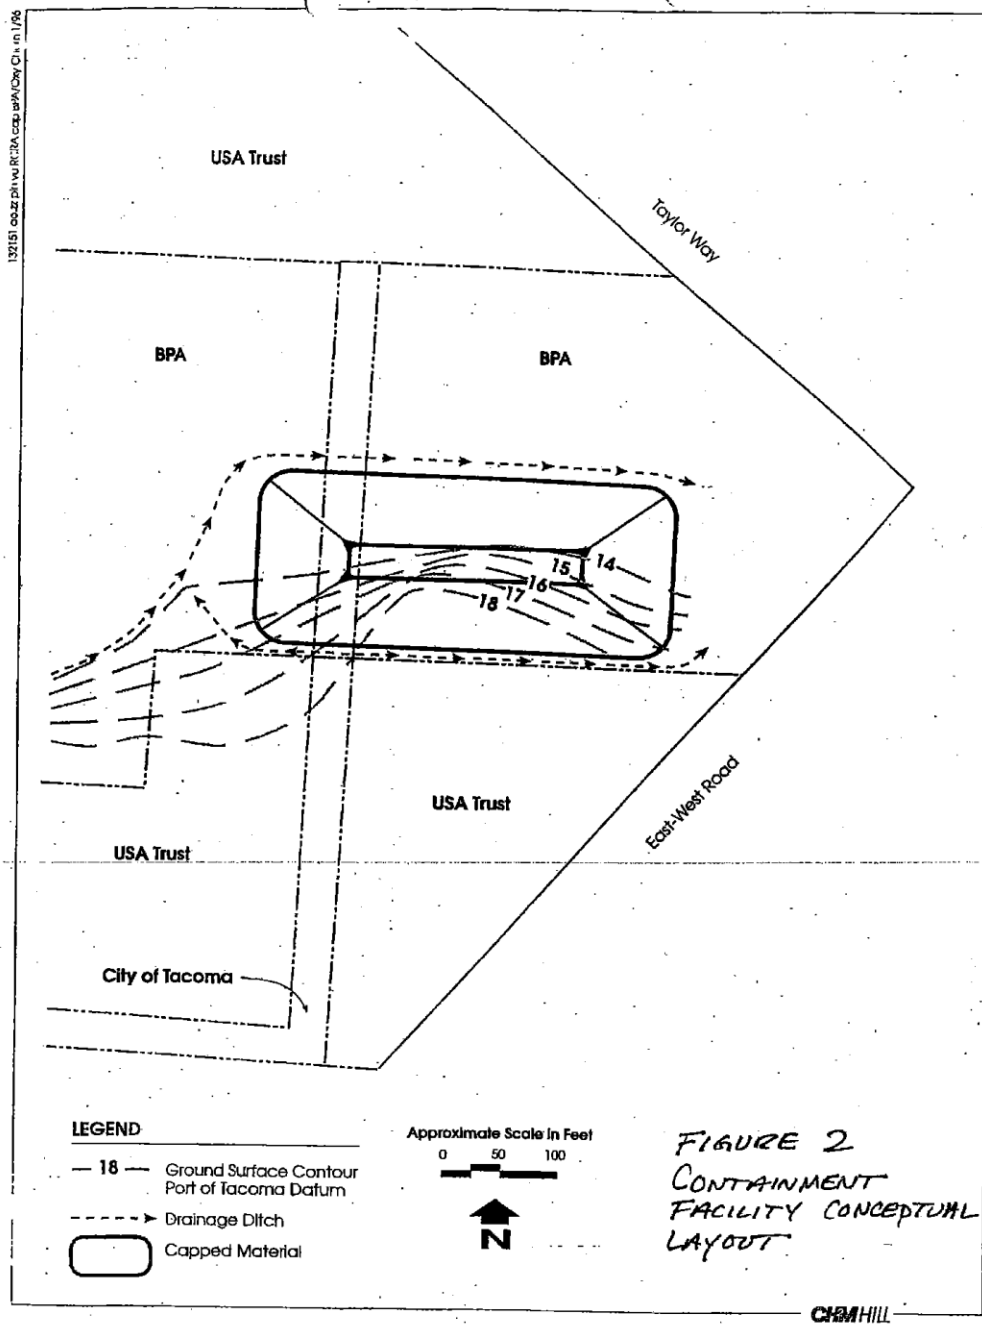 USA Trust
Taylor Way
BPA
BPA
14
15
16
17
18
USA Trust
East-West Road
USA Trust
City of Tacoma
LEGEND
18
Ground Surface Contour
Port of Tacoma Datum
Drainage Ditch
Capped Material
Approximate Scale In Feet
0 50 100
N
FIGURE 2
CONTAINMENT
FACILITY CONCEPTUAL
LAYOUT
CH2M HILL